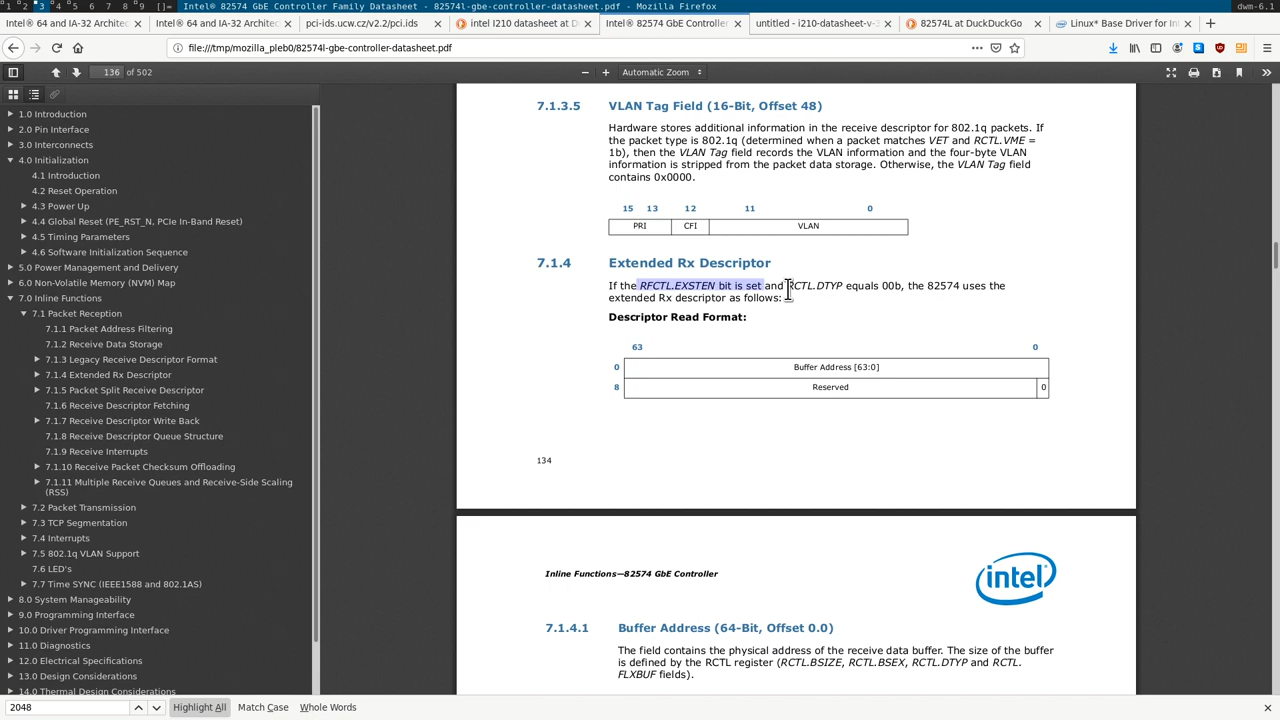 1 2 3 4 5 6 7 8 9 []= Intel® 82574 GbE Controller Family Datasheet - 82574l-gbe-controller-datasheet.pdf - Mozilla Firefox dwm-6.1
Intel® 64 and IA-32 Architec Intel® 64 and IA-32 Architec pci-ids.ucw.cz/v2.2/pci.ids intel I210 datasheet at D Intel® 82574 GbE Controller untitled - i210-datasheet-v-3 82574L at DuckDuckGo Linux* Base Driver for Int
file:///tmp/mozilla_pleb0/82574l-gbe-controller-datasheet.pdf
136 of 502 Automatic Zoom
1.0 Introduction
2.0 Pin Interface
3.0 Interconnects
4.0 Initialization
4.1 Introduction
4.2 Reset Operation
4.3 Power Up
4.4 Global Reset (PE_RST_N, PCIe In-Band Reset)
4.5 Timing Parameters
4.6 Software Initialization Sequence
5.0 Power Management and Delivery
6.0 Non-Volatile Memory (NVM) Map
7.0 Inline Functions
7.1 Packet Reception
7.1.1 Packet Address Filtering
7.1.2 Receive Data Storage
7.1.3 Legacy Receive Descriptor Format
7.1.4 Extended Rx Descriptor
7.1.5 Packet Split Receive Descriptor
7.1.6 Receive Descriptor Fetching
7.1.7 Receive Descriptor Write Back
7.1.8 Receive Descriptor Queue Structure
7.1.9 Receive Interrupts
7.1.10 Receive Packet Checksum Offloading
7.1.11 Multiple Receive Queues and Receive-Side Scaling
(RSS)
7.2 Packet Transmission
7.3 TCP Segmentation
7.4 Interrupts
7.5 802.1q VLAN Support
7.6 LED's
7.7 Time SYNC (IEEE1588 and 802.1AS)
8.0 System Manageability
9.0 Programming Interface
10.0 Driver Programming Interface
11.0 Diagnostics
12.0 Electrical Specifications
13.0 Design Considerations
14.0 Thermal Design Considerations
7.1.3.5 VLAN Tag Field (16-Bit, Offset 48)
Hardware stores additional information in the receive descriptor for 802.1q packets. If
the packet type is 802.1q (determined when a packet matches VET and RCTL.VME =
1b), then the VLAN Tag field records the VLAN information and the four-byte VLAN
information is stripped from the packet data storage. Otherwise, the VLAN Tag field
contains 0x0000.
15 13 12 11 0
PRI CFI VLAN
7.1.4 Extended Rx Descriptor
If the RFCTL.EXSTEN bit is set and RCTL.DTYP equals 00b, the 82574 uses the
extended Rx descriptor as follows:
Descriptor Read Format:
63 0
0 Buffer Address [63:0]
8 Reserved 0
134
Inline Functions—82574 GbE Controller
intel
7.1.4.1 Buffer Address (64-Bit, Offset 0.0)
The field contains the physical address of the receive data buffer. The size of the buffer
is defined by the RCTL register (RCTL.BSIZE, RCTL.BSEX, RCTL.DTYP and RCTL.
FLXBUF fields).
2048 Highlight All Match Case Whole Words